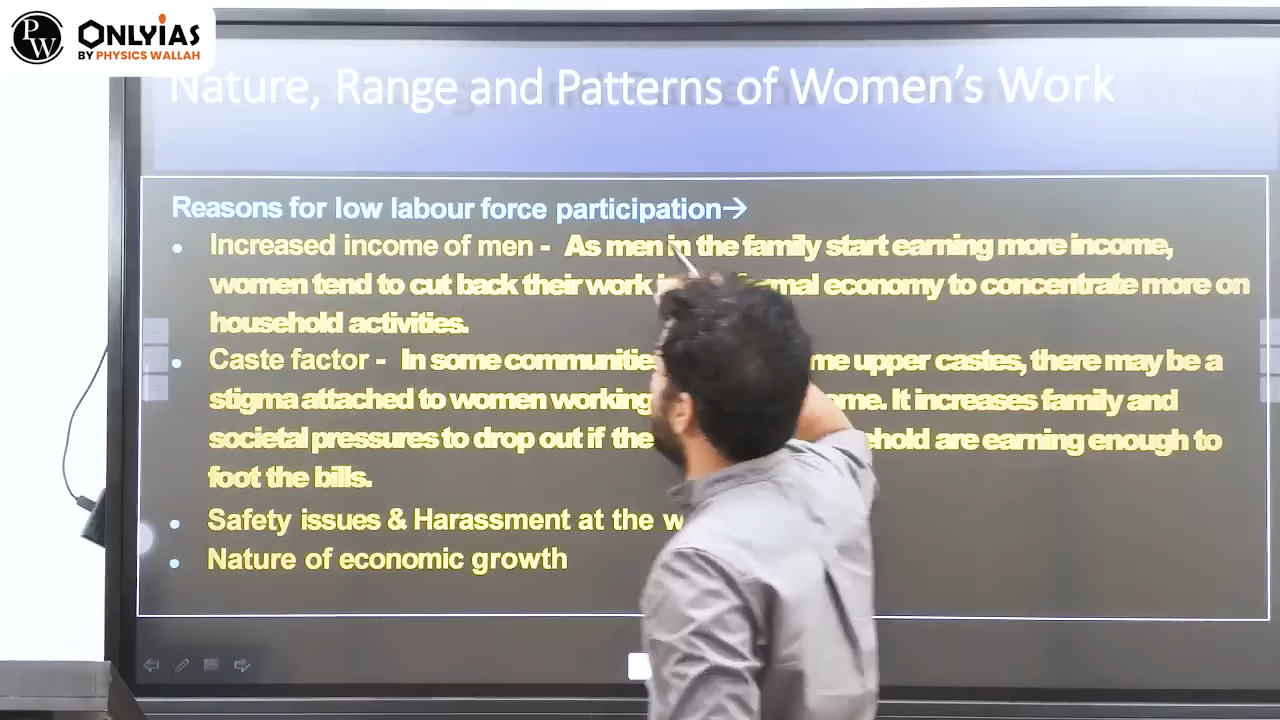 PW
ONLYIAS
BY PHYSICS WALLAH
Nature, Range and Patterns of Women's Work
Reasons for low labour force participation→
• Increased income of men - As men in the family start earning more income,
women tend to cut back their work economy to concentrate more on
household activities.
• Caste factor - In some upper castes, there may be a
stigma attached to women working It increases family and
societal pressures to drop out if the are earning enough to
foot the bills.
• Safety issues & Harassment at the
• Nature of economic growth